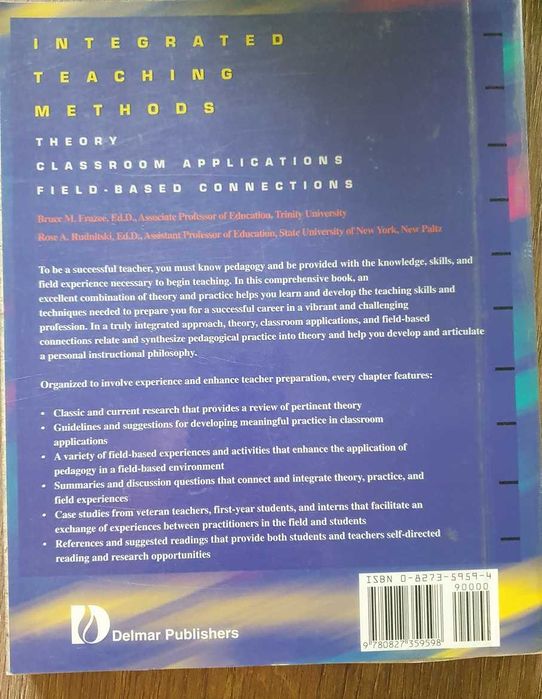 INTEGRATED
TEACHING
METHODS
THEORY
CLASSROOM APPLICATIONS
FIELD-BASED CONNECTIONS
Bruce M. Frazee, Ed.D., Associate Professor of Education, Trinity University
Rose A. Rudnitski, Ed.D., Assistant Professor of Education, State University of New York, New Paltz
To be a successful teacher, you must know pedagogy and be provided with the knowledge, skills, and
field experience necessary to begin teaching. In this comprehensive book, an
excellent combination of theory and practice helps you learn and develop the teaching skills and
techniques needed to prepare you for a successful career in a vibrant and challenging
profession. In a truly integrated approach, theory, classroom applications, and field-based
connections relate and synthesize pedagogical practice into theory and help you develop and articulate
a personal instructional philosophy.
Organized to involve experience and enhance teacher preparation, every chapter features:
• Classic and current research that provides a review of pertinent theory
• Guidelines and suggestions for developing meaningful practice in classroom
applications
• A variety of field-based experiences and activities that enhance the application of
pedagogy in a field-based environment
• Summaries and discussion questions that connect and integrate theory, practice, and
field experiences
• Case studies from veteran teachers, first-year students, and interns that facilitate an
exchange of experiences between practitioners in the field and students
• References and suggested readings that provide both students and teachers self-directed
reading and research opportunities
ISBN 0-8273-5959-4
90000
9 780827 359598
Delmar Publishers